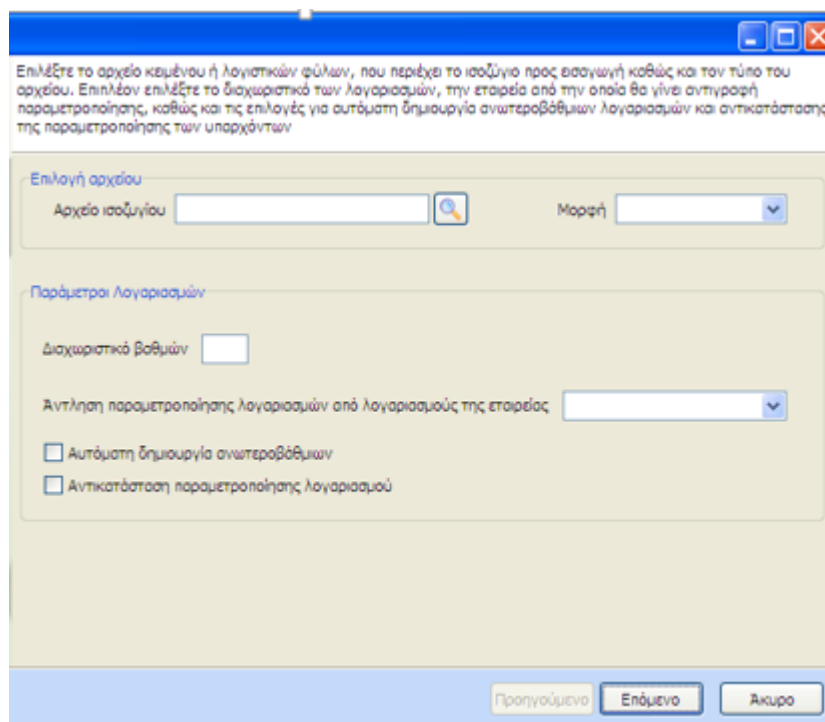 Επιλέξτε το αρχείο κειμένου ή λογιστικών φύλων, που περιέχει το ισοζύγιο προς εισαγωγή καθώς και τον τύπο του
αρχείου. Επιπλέον επιλέξτε το διαχωριστικό των λογαριασμών, την εταιρεία από την οποία θα γίνει αντιγραφή
παραμετροποίησης, καθώς και τις επιλογές για αυτόματη δημιουργία ανωτεροβάθμιων λογαριασμών και αντικατάστασης
της παραμετροποίησης των υπαρχόντων
Επιλογή αρχείου
Αρχείο ισοζυγίου Μορφή
Παράμετροι Λογαριασμών
Διαχωριστικό βαθμών
Άντληση παραμετροποίησης λογαριασμών από λογαριασμούς της εταιρείας
Αυτόματη δημιουργία ανωτεροβάθμιων
Αντικατάσταση παραμετροποίησης λογαριασμού
Προηγούμενο Επόμενο Άκυρο